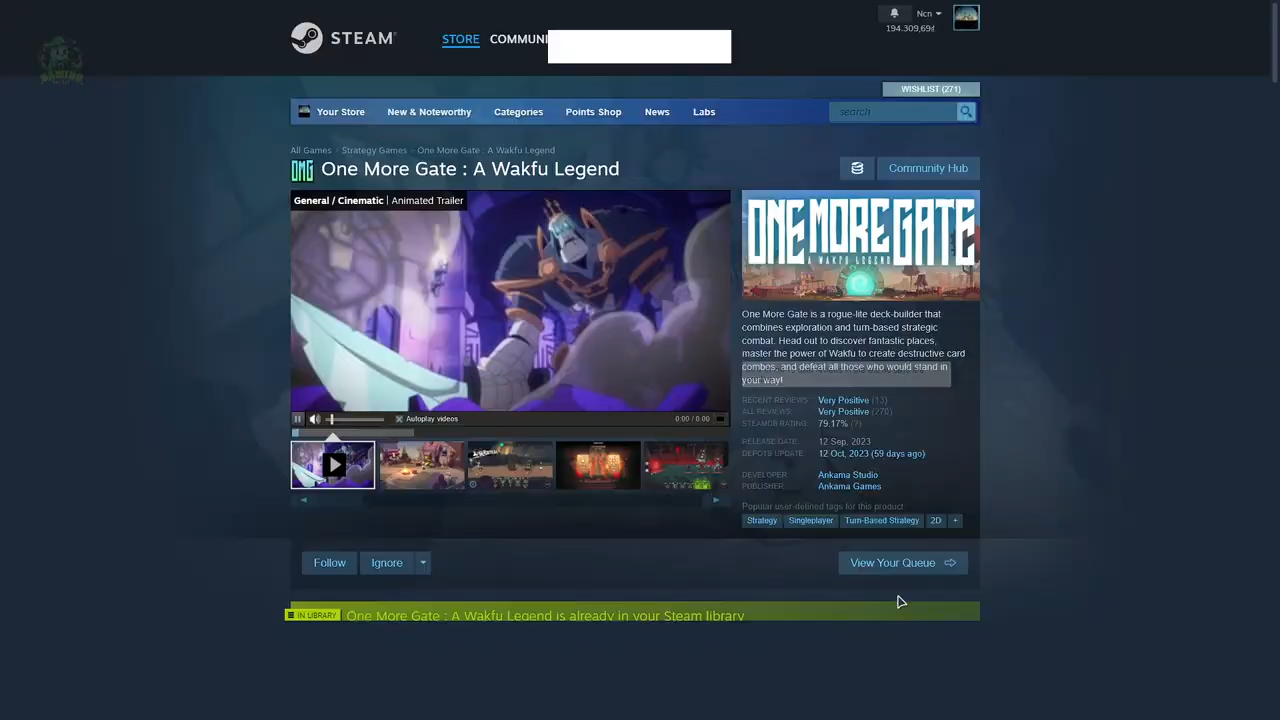 Ncn
194.309,69₫
STEAM®
STORE COMMUNI
WISHLIST (271)
Your Store New & Noteworthy Categories Points Shop News Labs search
All Games > Strategy Games > One More Gate : A Wakfu Legend
OMG One More Gate : A Wakfu Legend
Community Hub
General / Cinematic | Animated Trailer
ONE MORE GATE
A WAKFU LEGEND
One More Gate is a rogue-lite deck-builder that
combines exploration and turn-based strategic
combat. Head out to discover fantastic places,
master the power of Wakfu to create destructive card
combos, and defeat all those who would stand in
your way!
RECENT REVIEWS: Very Positive (13)
ALL REVIEWS: Very Positive (270)
STEAMDB RATING: 79.17% (?)
RELEASE DATE: 12 Sep, 2023
DEPOTS UPDATE: 12 Oct, 2023 (59 days ago)
DEVELOPER: Ankama Studio
PUBLISHER: Ankama Games
Popular user-defined tags for this product:
Strategy Singleplayer Turn-Based Strategy 2D +
Autoplay videos 0:00 / 0:00
Follow Ignore View Your Queue
IN LIBRARY One More Gate : A Wakfu Legend is already in your Steam library